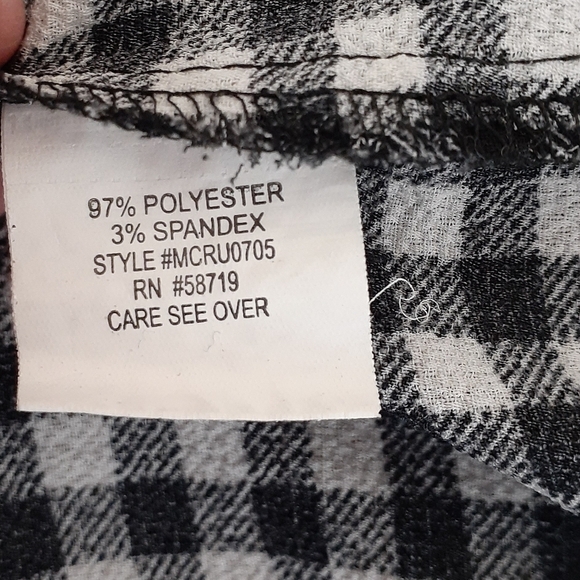 97% POLYESTER
3% SPANDEX
STYLE #MCRU0705
RN #58719
CARE SEE OVER